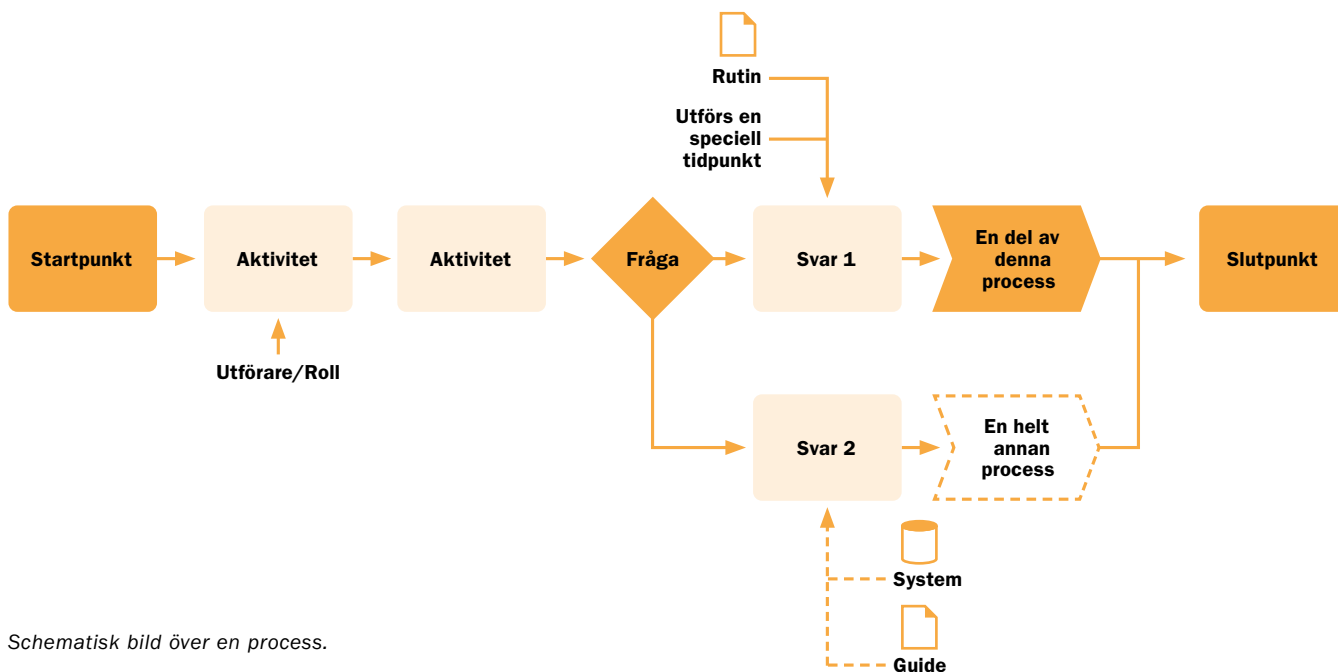 Rutin
Utförs en
speciell
tidpunkt
Startpunkt
Aktivitet
Aktivitet
Fråga
Svar 1
En del av
denna
process
Slutpunkt
Utförare/Roll
Svar 2
En helt
annan
process
System
Guide
Schematisk bild över en process.